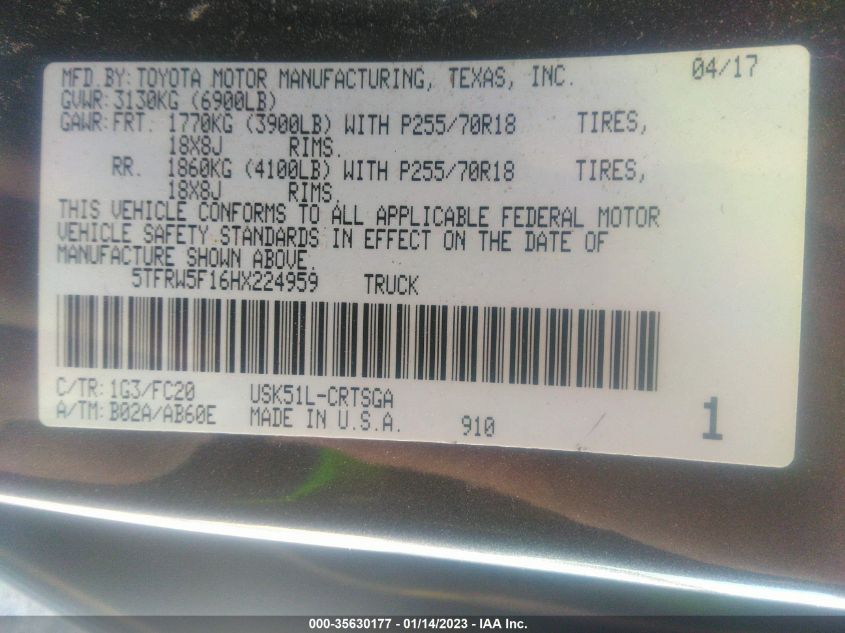 MFD.BY: TOYOTA MOTOR MANUFACTURING, TEXAS, INC. 04/17
GVWR: 3130KG (6900LB)
GAWR: FRT. 1770KG (3900LB) WITH P255/70R18 TIRES,
18X8J RIMS.
RR. 1860KG (4100LB) WITH P255/70R18 TIRES,
18X8J RIMS.
THIS VEHICLE CONFORMS TO ALL APPLICABLE FEDERAL MOTOR
VEHICLE SAFETY STANDARDS IN EFFECT ON THE DATE OF
MANUFACTURE SHOWN ABOVE.
5TFRW5F16HX224959 TRUCK
C/TR: 1G3/FC20 USK51L-CRTSGA
A/TM: B02A/AB60E MADE IN U.S.A. 910 1
000-35630177 - 01/14/2023 - IAA Inc.